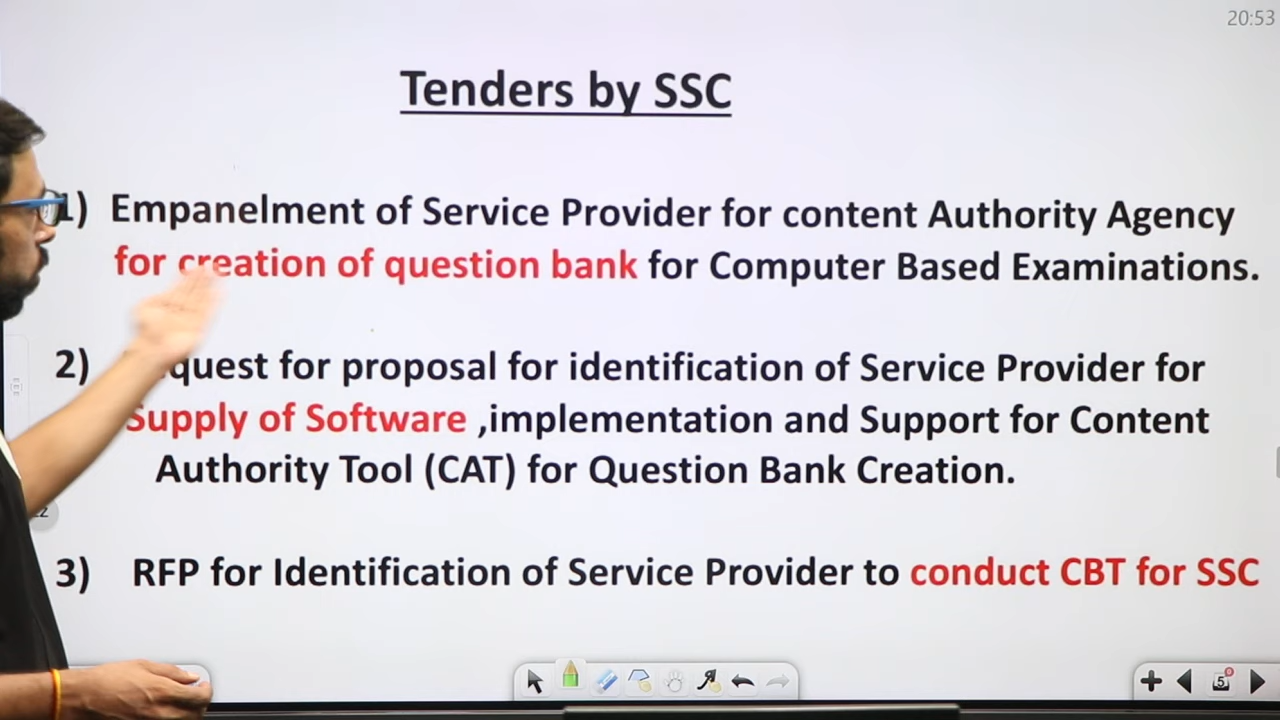 20:53
Tenders by SSC
1) Empanelment of Service Provider for content Authority Agency
for creation of question bank for Computer Based Examinations.
2) quest for proposal for identification of Service Provider for
Supply of Software ,implementation and Support for Content
Authority Tool (CAT) for Question Bank Creation.
3) RFP for Identification of Service Provider to conduct CBT for SSC
5